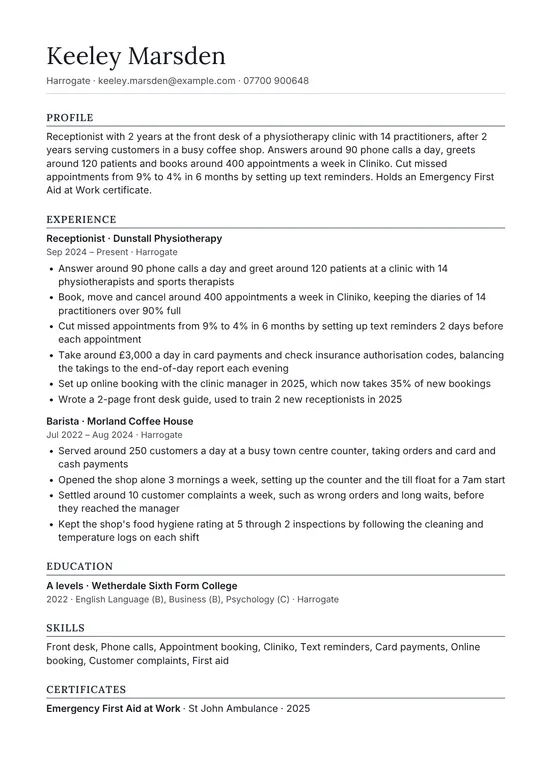 Keeley Marsden
Harrogate · keeley.marsden@example.com · 07700 900648
PROFILE
Receptionist with 2 years at the front desk of a physiotherapy clinic with 14 practitioners, after 2
years serving customers in a busy coffee shop. Answers around 90 phone calls a day, greets
around 120 patients and books around 400 appointments a week in Cliniko. Cut missed
appointments from 9% to 4% in 6 months by setting up text reminders. Holds an Emergency First
Aid at Work certificate.
EXPERIENCE
Receptionist · Dunstall Physiotherapy
Sep 2024 – Present · Harrogate
• Answer around 90 phone calls a day and greet around 120 patients at a clinic with 14
physiotherapists and sports therapists
• Book, move and cancel around 400 appointments a week in Cliniko, keeping the diaries of 14
practitioners over 90% full
• Cut missed appointments from 9% to 4% in 6 months by setting up text reminders 2 days before
each appointment
• Take around £3,000 a day in card payments and check insurance authorisation codes, balancing
the takings to the end-of-day report each evening
• Set up online booking with the clinic manager in 2025, which now takes 35% of new bookings
• Wrote a 2-page front desk guide, used to train 2 new receptionists in 2025
Barista · Morland Coffee House
Jul 2022 – Aug 2024 · Harrogate
• Served around 250 customers a day at a busy town centre counter, taking orders and card and
cash payments
• Opened the shop alone 3 mornings a week, setting up the counter and the till float for a 7am start
• Settled around 10 customer complaints a week, such as wrong orders and long waits, before
they reached the manager
• Kept the shop's food hygiene rating at 5 through 2 inspections by following the cleaning and
temperature logs on each shift
EDUCATION
A levels · Wetherdale Sixth Form College
2022 · English Language (B), Business (B), Psychology (C) · Harrogate
SKILLS
Front desk, Phone calls, Appointment booking, Cliniko, Text reminders, Card payments, Online
booking, Customer complaints, First aid
CERTIFICATES
Emergency First Aid at Work · St John Ambulance · 2025